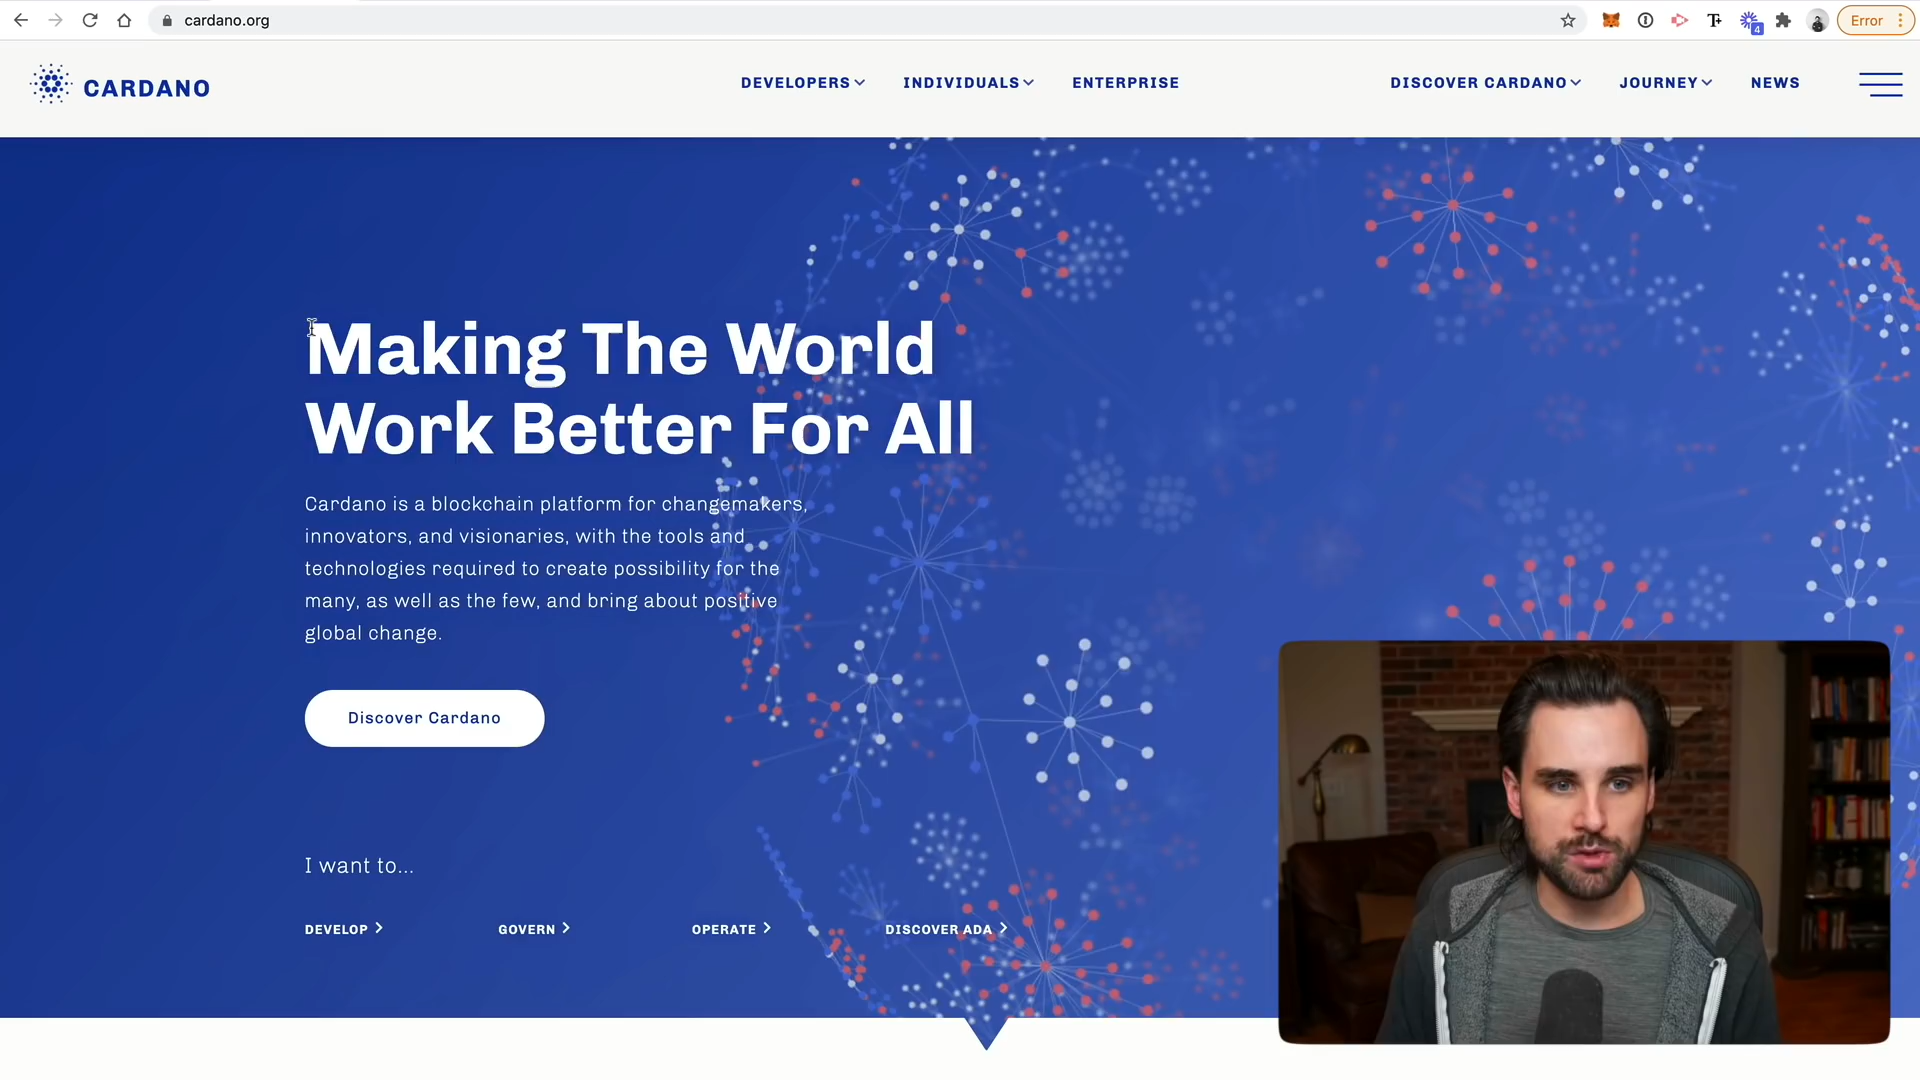 cardano.org
Error
4
CARDANO
DEVELOPERS
INDIVIDUALS
ENTERPRISE
DISCOVER CARDANO
JOURNEY
NEWS
Making The World
Work Better For All
Cardano is a blockchain platform for changemakers,
innovators, and visionaries, with the tools and
technologies required to create possibility for the
many, as well as the few, and bring about positive
global change.
Discover Cardano
I want to...
DEVELOP
GOVERN
OPERATE
DISCOVER ADA